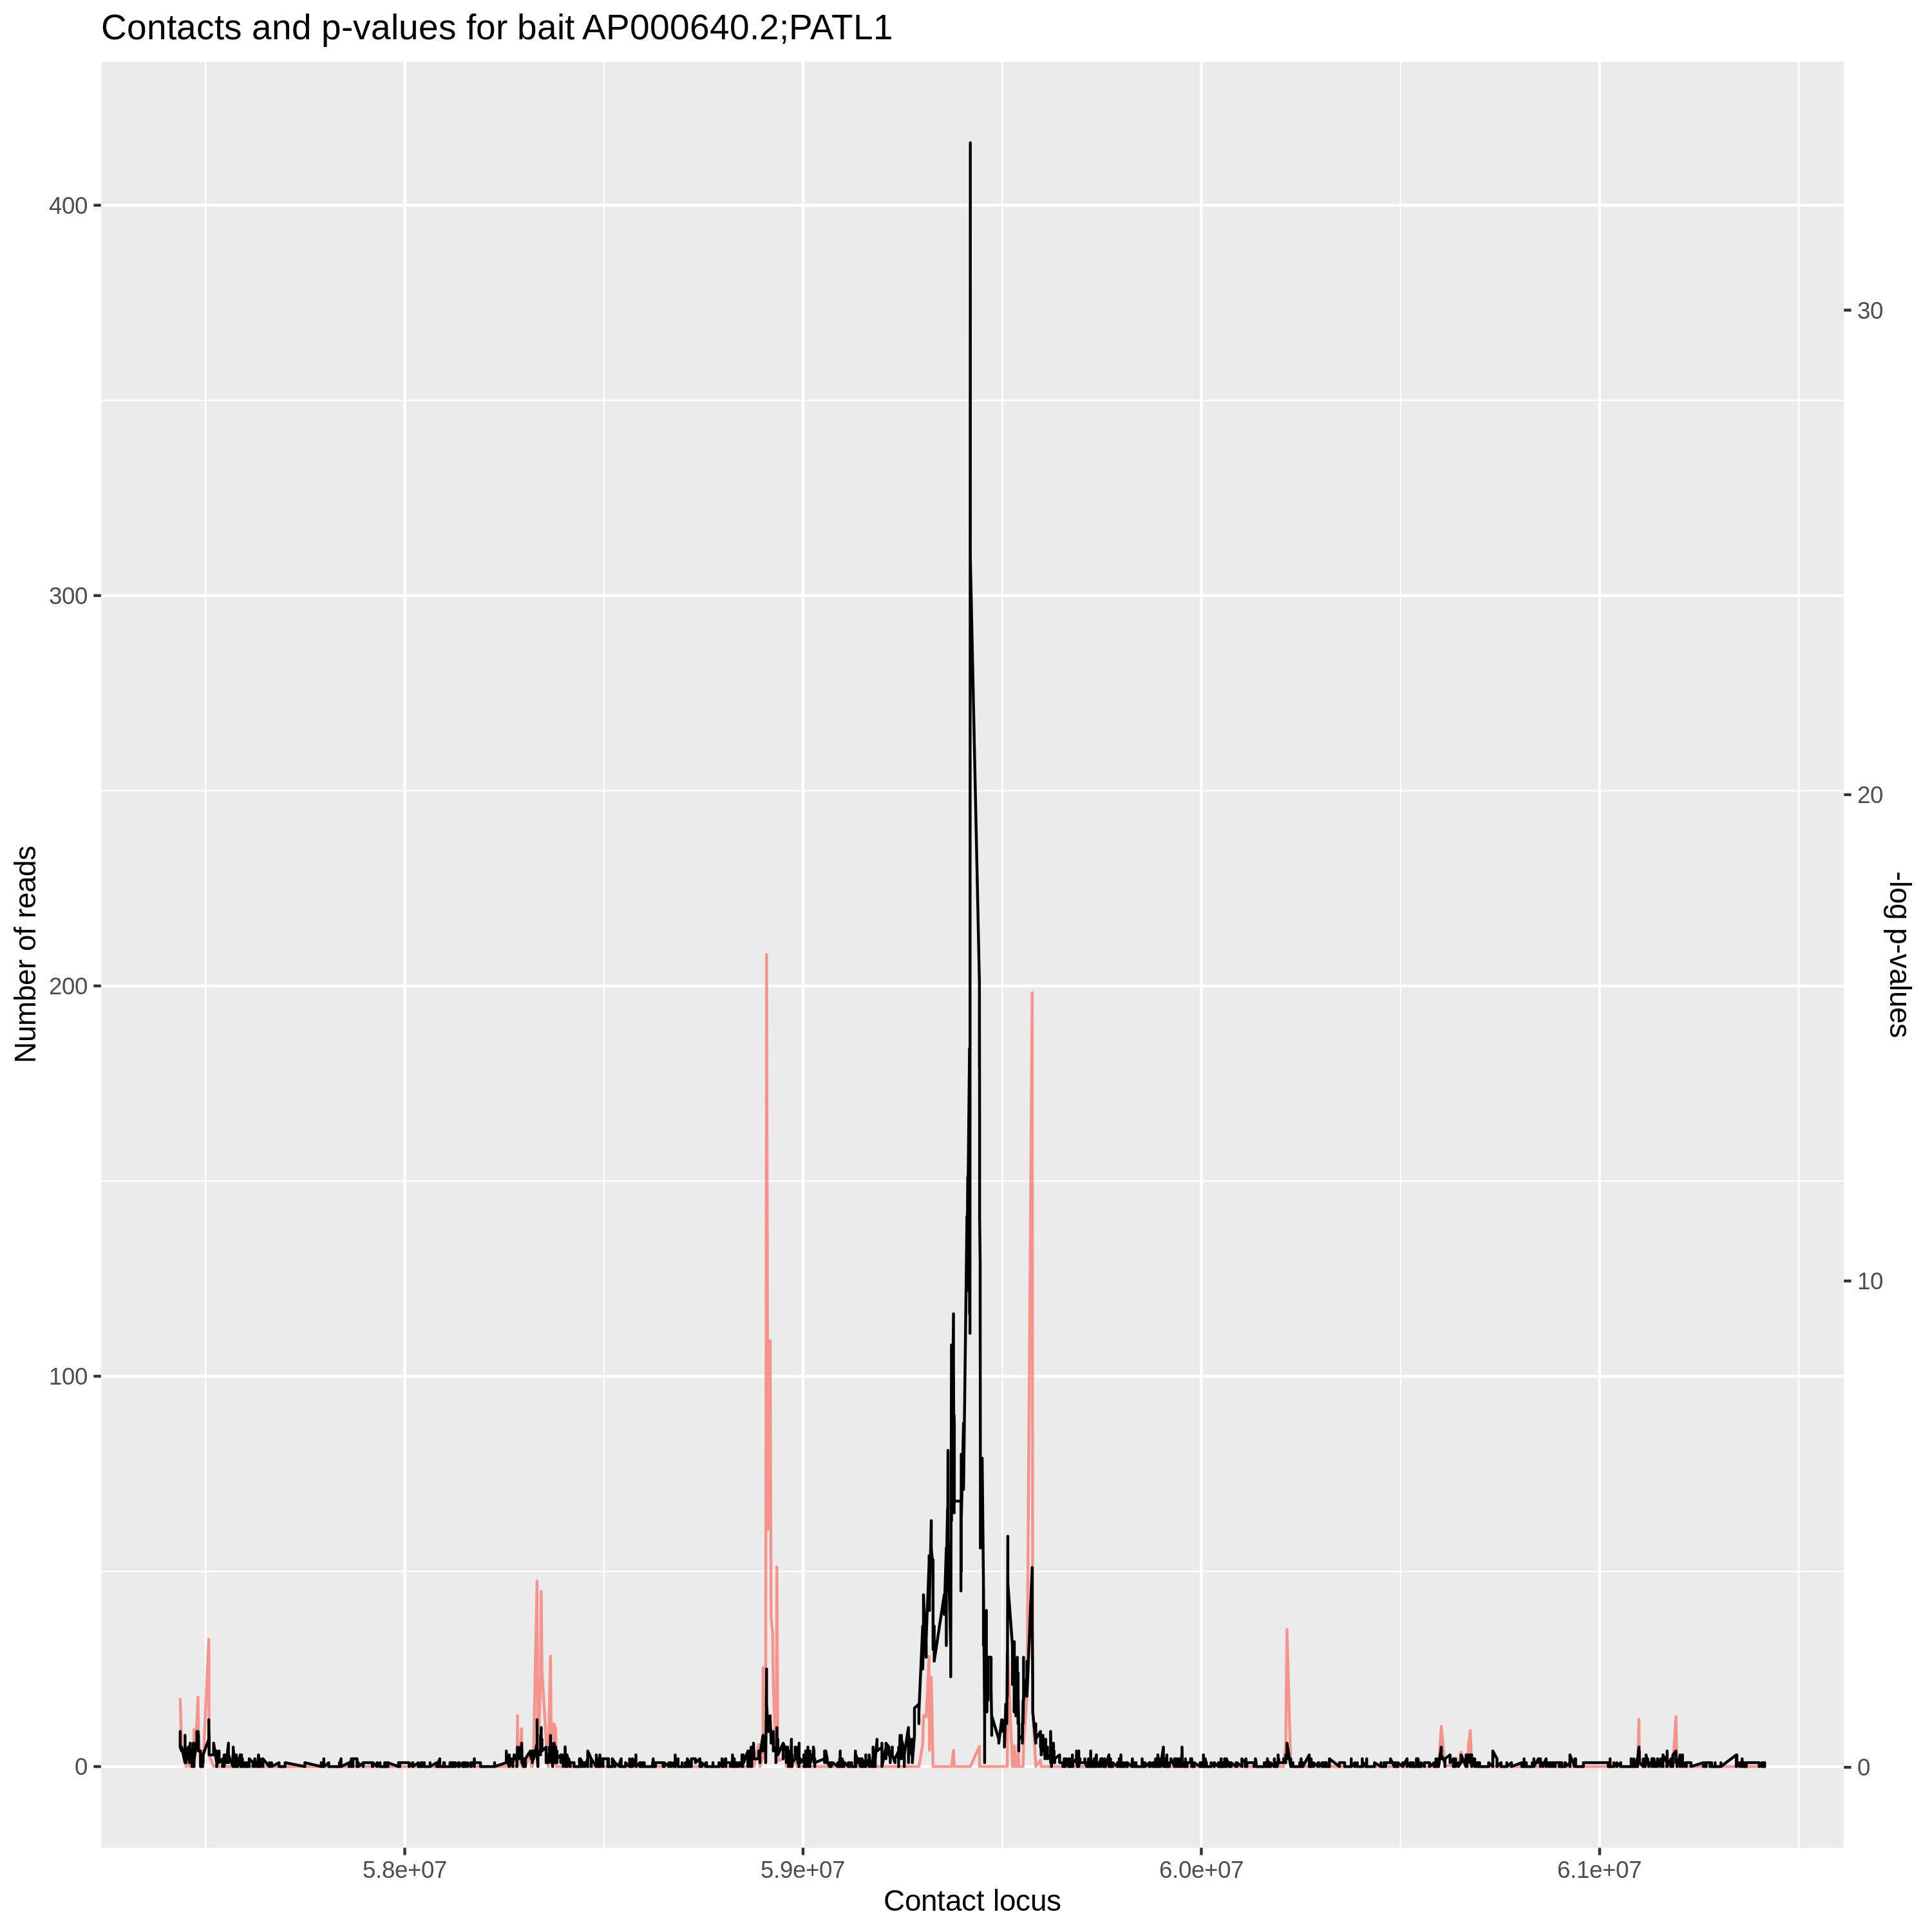 Contacts and p-values for bait AP000640.2;PATL1
400
300
200
100
0
Number of reads
30
20
10
0
-log p-values
5.8e+07 5.9e+07 6.0e+07 6.1e+07
Contact locus